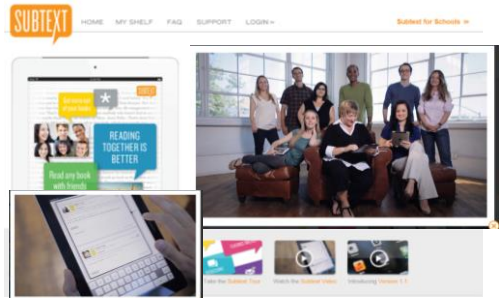 SUBTEXT
HOME MY SHELF FAQ SUPPORT LOGIN
Subtext for Schools »
SUBTEXT
READING
TOGETHER IS
BETTER
Read any book
with friends
Take the Subtext Tour
Watch the Subtext Video
Introducing Version 1.1